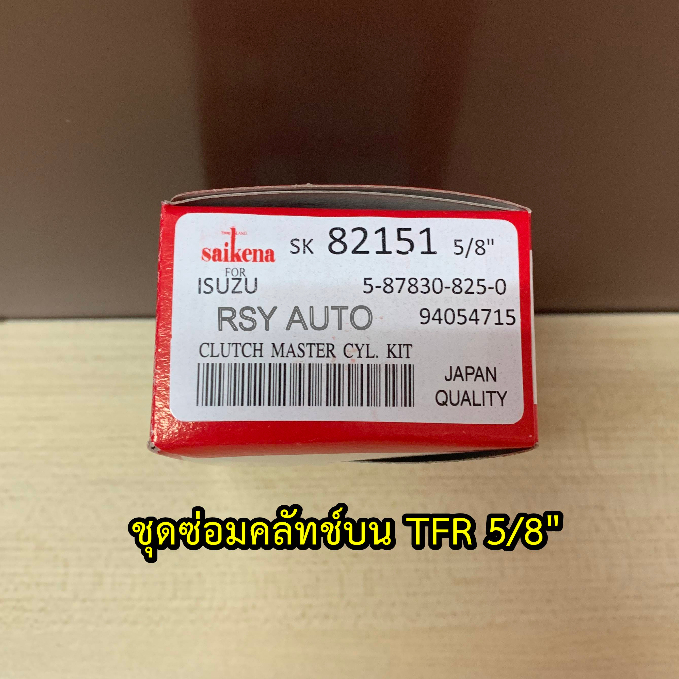 saikena SK 82151 5/8"
FOR
ISUZU 5-87830-825-0
RSY AUTO 94054715
CLUTCH MASTER CYL. KIT
JAPAN
QUALITY
ชุดซ่อมคลัทช์บน TFR 5/8"